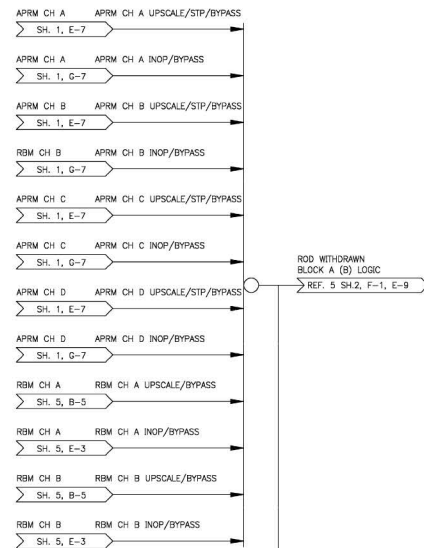 APRM CH A APRM CH A UPSCALE/STP/BYPASS
SH. 1, E-7
APRM CH A APRM CH A INOP/BYPASS
SH. 1, G-7
APRM CH B APRM CH B UPSCALE/STP/BYPASS
SH. 1, E-7
RBM CH B APRM CH B INOP/BYPASS
SH. 1, G-7
APRM CH C APRM CH C UPSCALE/STP/BYPASS
SH. 1, E-7
APRM CH C APRM CH C INOP/BYPASS
SH. 1, G-7
ROD WITHDRAWN
BLOCK A (B) LOGIC
REF. 5 SH.2, F-1, E-9
APRM CH D APRM CH D UPSCALE/STP/BYPASS
SH. 1, E-7
APRM CH D APRM CH D INOP/BYPASS
SH. 1, G-7
RBM CH A RBM CH A UPSCALE/BYPASS
SH. 5, B-5
RBM CH A RBM CH A INOP/BYPASS
SH. 5, E-3
RBM CH B RBM CH B UPSCALE/BYPASS
SH. 5, B-5
RBM CH B RBM CH B INOP/BYPASS
SH. 5, E-3